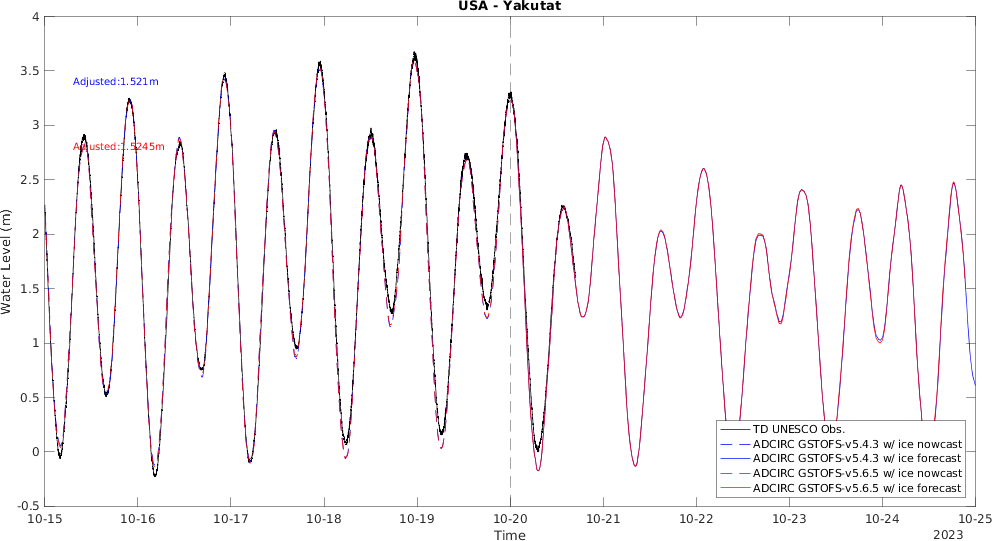 USA - Yakutat
4
3.5
3
2.5
2
1.5
1
0.5
0
-0.5
Water Level (m)
Adjusted:1.521m
Adjusted:1.5245m
TD UNESCO Obs.
ADCIRC GSTOFS-v5.4.3 w/ ice nowcast
ADCIRC GSTOFS-v5.4.3 w/ ice forecast
ADCIRC GSTOFS-v5.6.5 w/ ice nowcast
ADCIRC GSTOFS-v5.6.5 w/ ice forecast
10-15 10-16 10-17 10-18 10-19 10-20 10-21 10-22 10-23 10-24 10-25
Time
2023